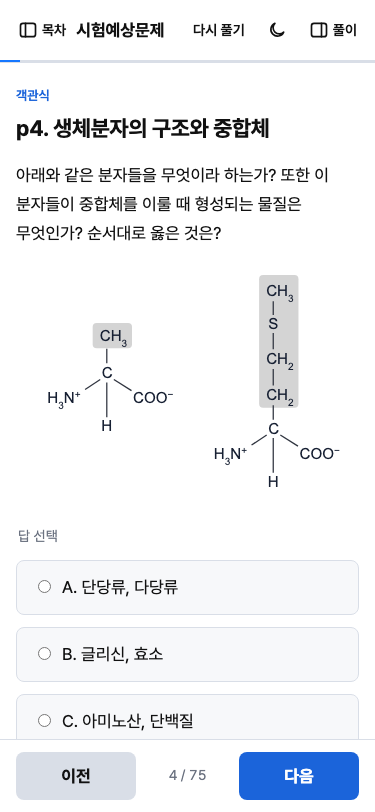 목차 시험예상문제 다시 풀기 풀이
객관식
p4. 생체분자의 구조와 중합체
아래와 같은 분자들을 무엇이라 하는가? 또한 이
분자들이 중합체를 이룰 때 형성되는 물질은
무엇인가? 순서대로 옳은 것은?
CH₃
C
H₃N⁺ COO⁻
H
CH₃
S
CH₂
CH₂
C
H₃N⁺ COO⁻
H
답 선택
A. 단당류, 다당류
B. 글리신, 효소
C. 아미노산, 단백질
이전 4 / 75 다음